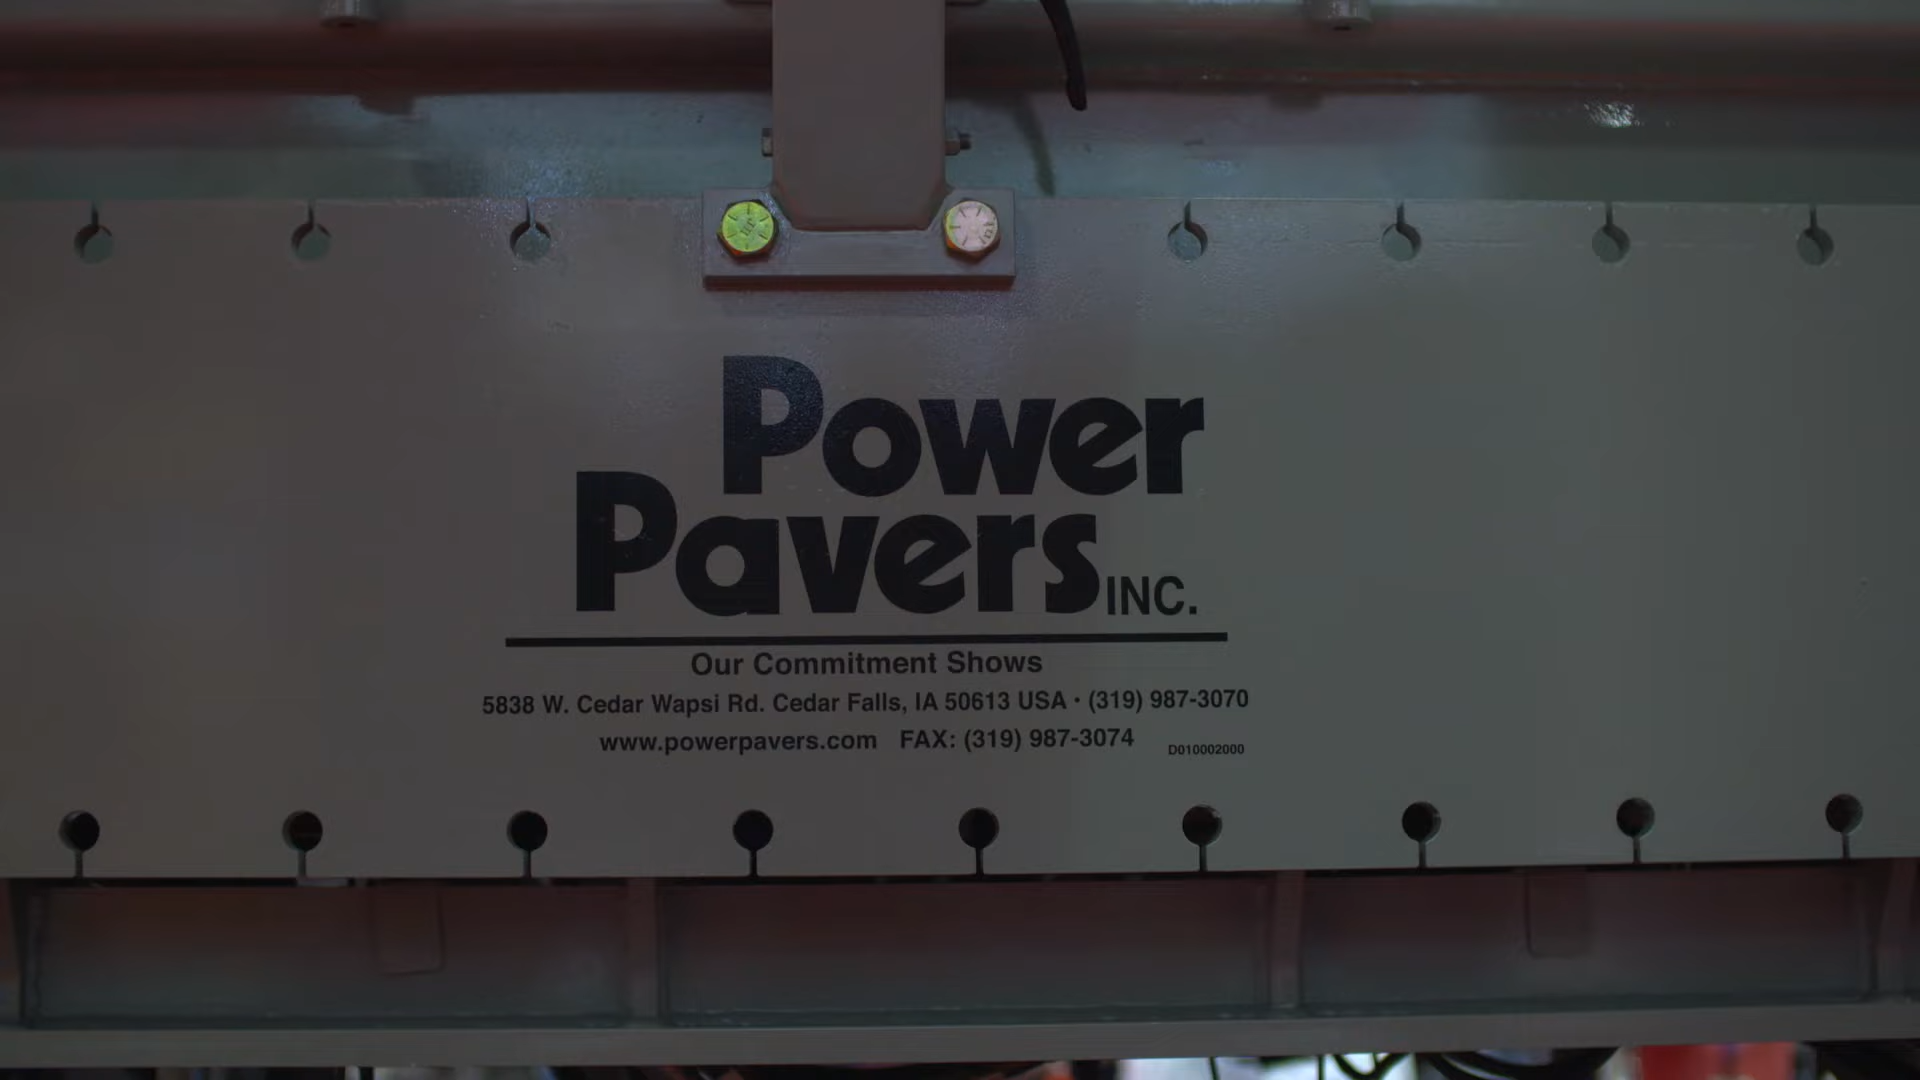 Power
Pavers INC.
Our Commitment Shows
5838 W. Cedar Wapsi Rd. Cedar Falls, IA 50613 USA • (319) 987-3070
www.powerpavers.com FAX: (319) 987-3074 D010002000